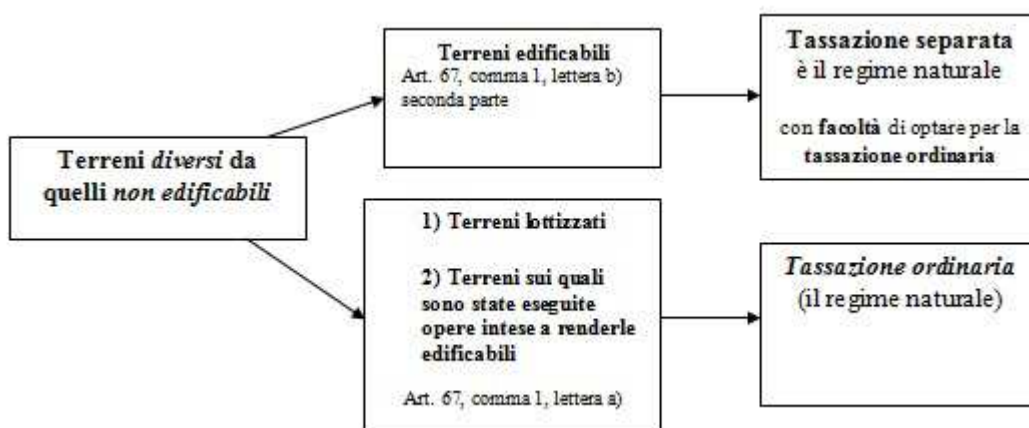 Terreni diversi da
quelli non edificabili
Terreni edificabili
Art. 67, comma 1, lettera b)
seconda parte
Tassazione separata
è il regime naturale
con facoltà di optare per la
tassazione ordinaria
1) Terreni lottizzati
2) Terreni sui quali
sono state eseguite
opere intese a renderle
edificabili
Art. 67, comma 1, lettera a)
Tassazione ordinaria
(il regime naturale)